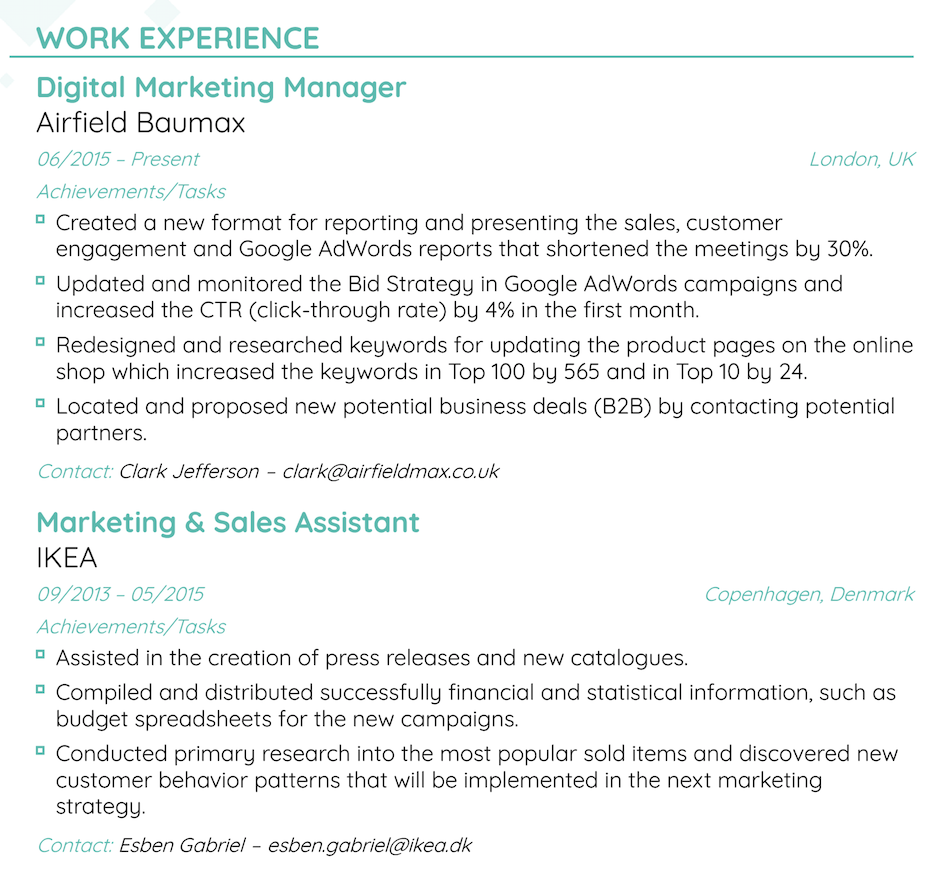 WORK EXPERIENCE
Digital Marketing Manager
Airfield Baumax
06/2015 – Present London, UK
Achievements/Tasks
Created a new format for reporting and presenting the sales, customer
engagement and Google AdWords reports that shortened the meetings by 30%.
Updated and monitored the Bid Strategy in Google AdWords campaigns and
increased the CTR (click-through rate) by 4% in the first month.
Redesigned and researched keywords for updating the product pages on the online
shop which increased the keywords in Top 100 by 565 and in Top 10 by 24.
Located and proposed new potential business deals (B2B) by contacting potential
partners.
Contact: Clark Jefferson – clark@airfieldmax.co.uk
Marketing & Sales Assistant
IKEA
09/2013 – 05/2015 Copenhagen, Denmark
Achievements/Tasks
Assisted in the creation of press releases and new catalogues.
Compiled and distributed successfully financial and statistical information, such as
budget spreadsheets for the new campaigns.
Conducted primary research into the most popular sold items and discovered new
customer behavior patterns that will be implemented in the next marketing
strategy.
Contact: Esben Gabriel – esben.gabriel@ikea.dk